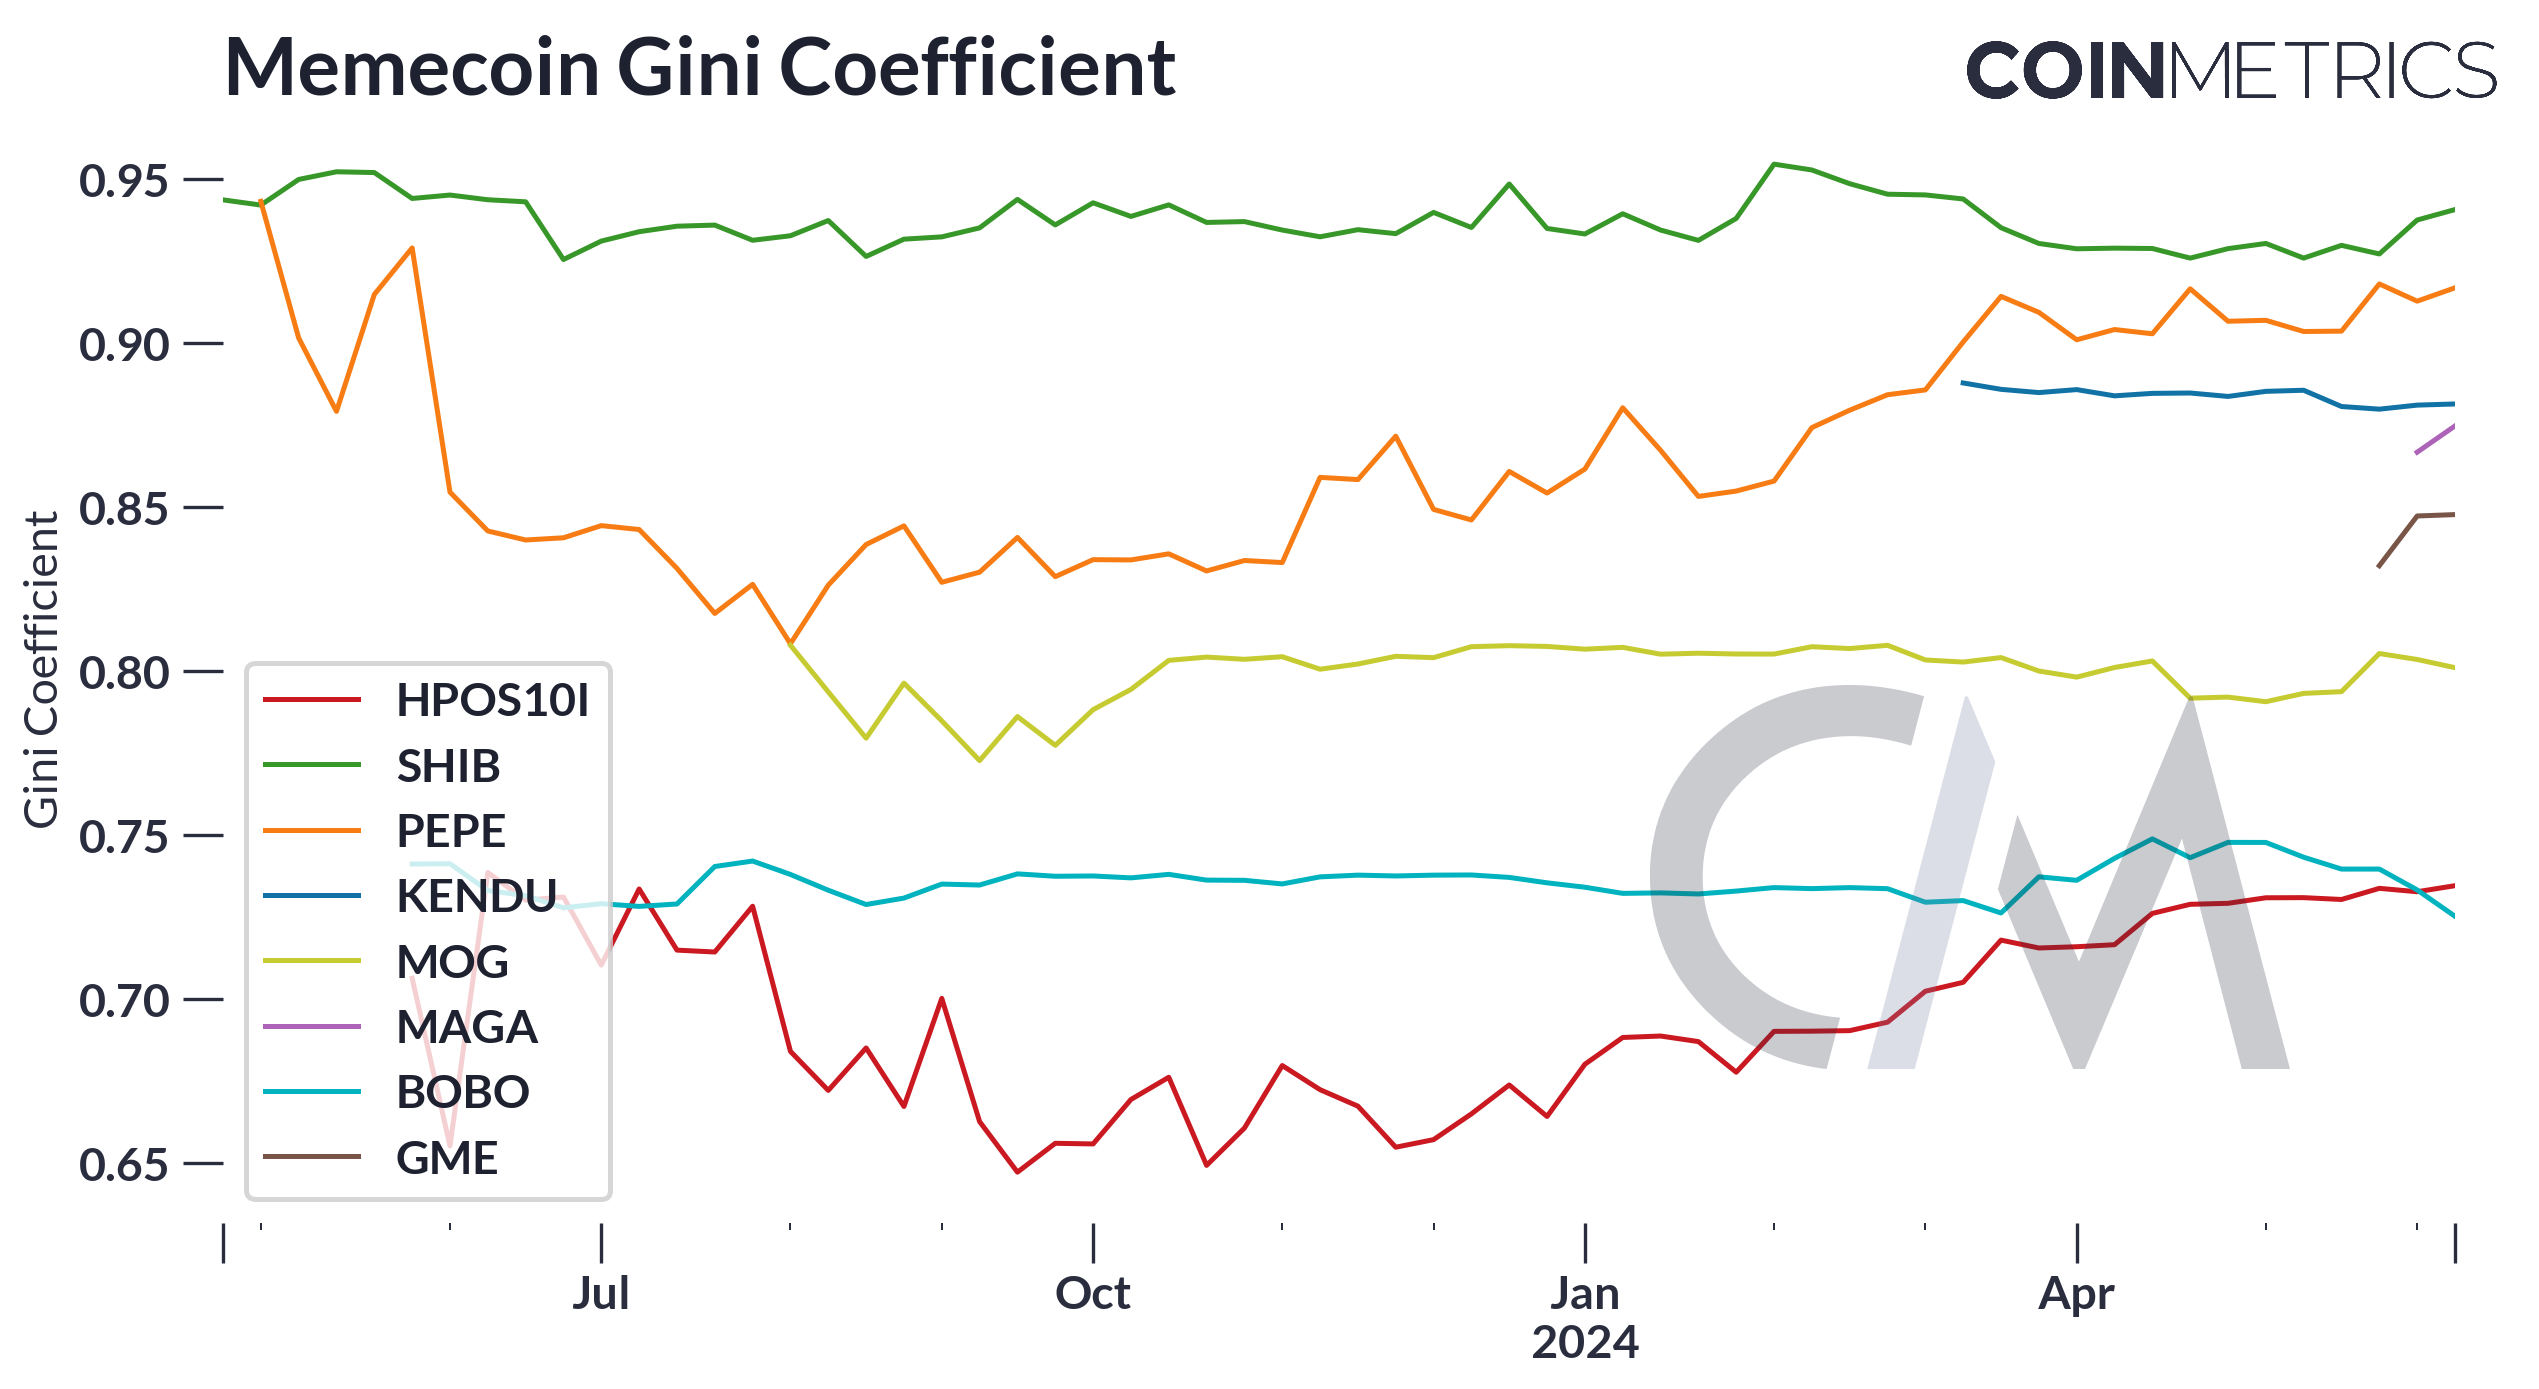 Memecoin Gini Coefficient
COINMETRICS
Gini Coefficient
0.95
0.90
0.85
0.80
0.75
0.70
0.65
HPOS10I
SHIB
PEPE
KENDU
MOG
MAGA
BOBO
GME
CM
Jul
Oct
Jan
Apr
2024